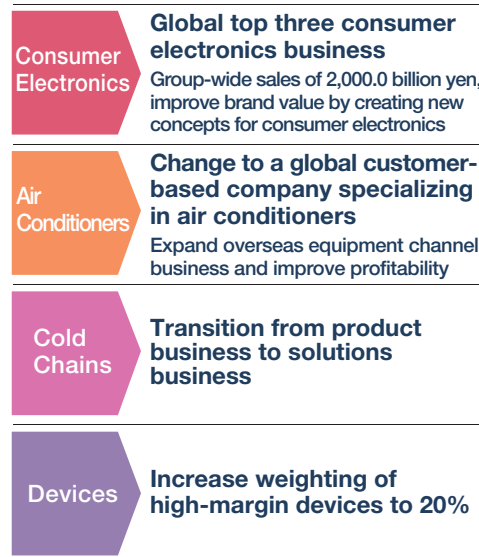 Consumer
Electronics
Global top three consumer
electronics business
Group-wide sales of 2,000.0 billion yen,
improve brand value by creating new
concepts for consumer electronics
Air
Conditioners
Change to a global customer-
based company specializing
in air conditioners
Expand overseas equipment channel
business and improve profitability
Cold
Chains
Transition from product
business to solutions
business
Devices
Increase weighting of
high-margin devices to 20%